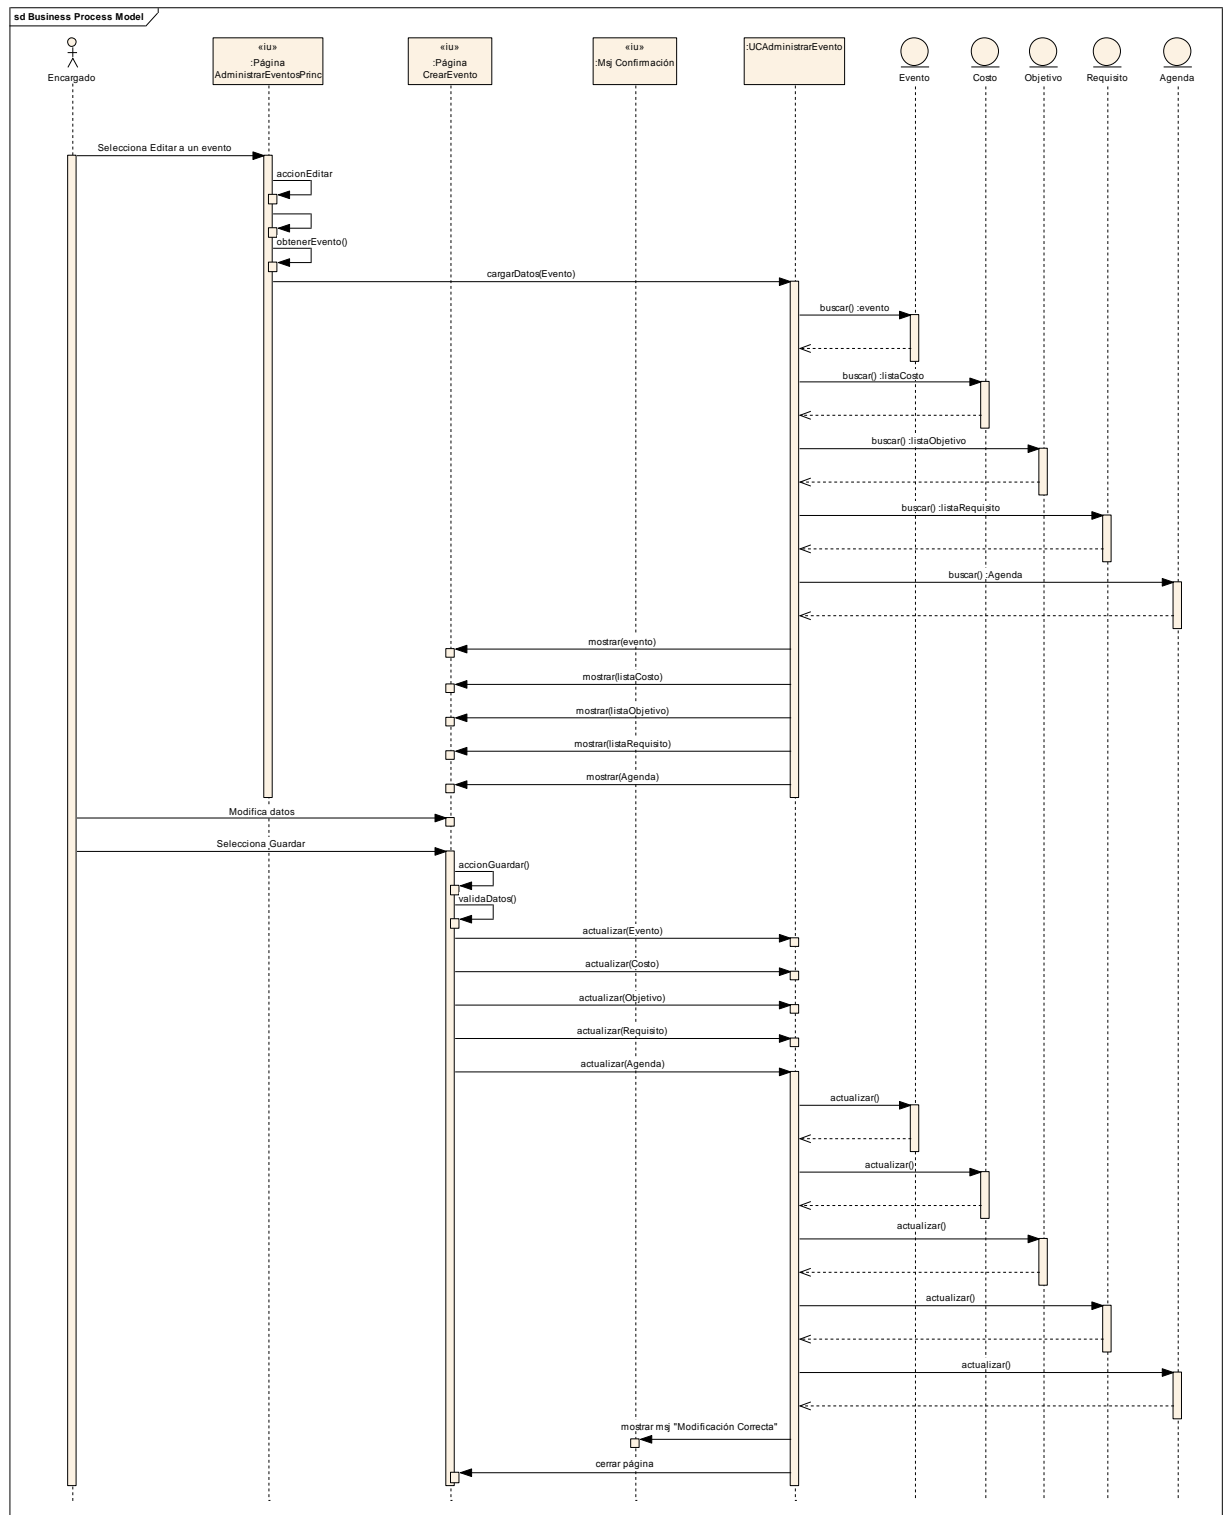 sd Business Process Model
Encargado
«iu»
:Página
AdministrarEventosPrinc
«iu»
:Página
CrearEvento
«iu»
:Msj Confirmación
:UCAdministrarEvento
Evento
Costo
Objetivo
Requisito
Agenda
Selecciona Editar a un evento
accionEditar
obtenerEvento()
cargarDatos(Evento)
buscar() :evento
buscar() :listaCosto
buscar() :listaObjetivo
buscar() :listaRequisito
buscar() :Agenda
mostrar(evento)
mostrar(listaCosto)
mostrar(listaObjetivo)
mostrar(listaRequisito)
mostrar(Agenda)
Modifica datos
Selecciona Guardar
accionGuardar()
validaDatos()
actualizar(Evento)
actualizar(Costo)
actualizar(Objetivo)
actualizar(Requisito)
actualizar(Agenda)
actualizar()
actualizar()
actualizar()
actualizar()
actualizar()
mostrar msj "Modificación Correcta"
cerrar página